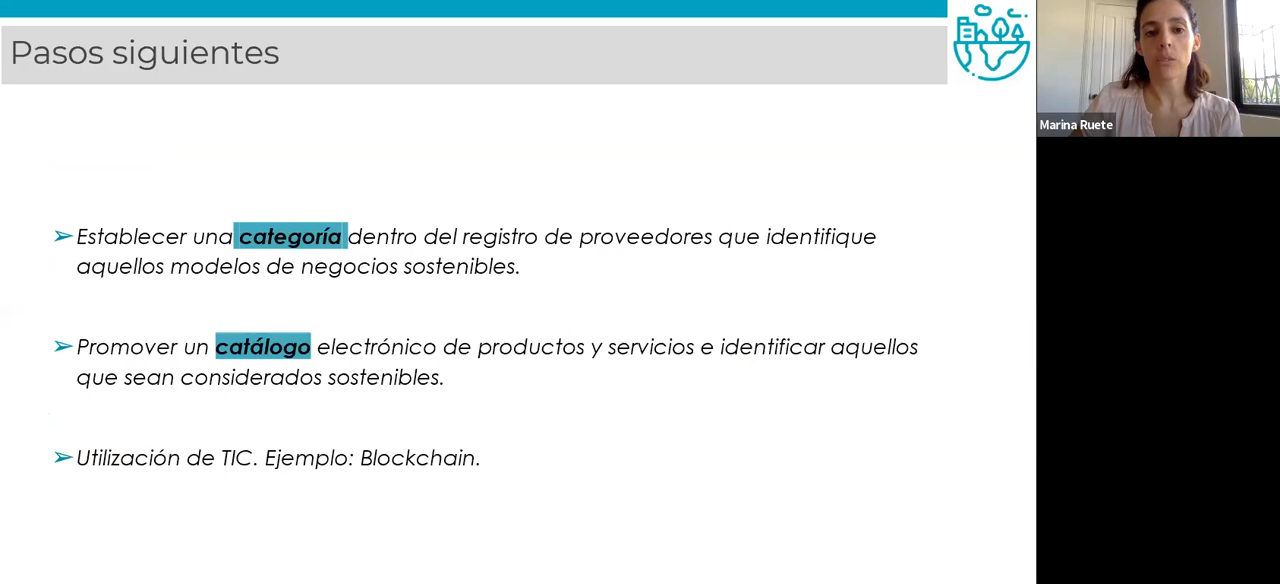 Pasos siguientes
Marina Ruete
➢Establecer una categoría dentro del registro de proveedores que identifique
aquellos modelos de negocios sostenibles.
➢Promover un catálogo electrónico de productos y servicios e identificar aquellos
que sean considerados sostenibles.
➢Utilización de TIC. Ejemplo: Blockchain.